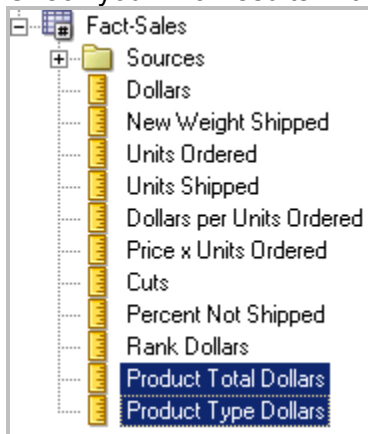 Fact-Sales
Sources
Dollars
New Weight Shipped
Units Ordered
Units Shipped
Dollars per Units Ordered
Price x Units Ordered
Cuts
Percent Not Shipped
Rank Dollars
Product Total Dollars
Product Type Dollars